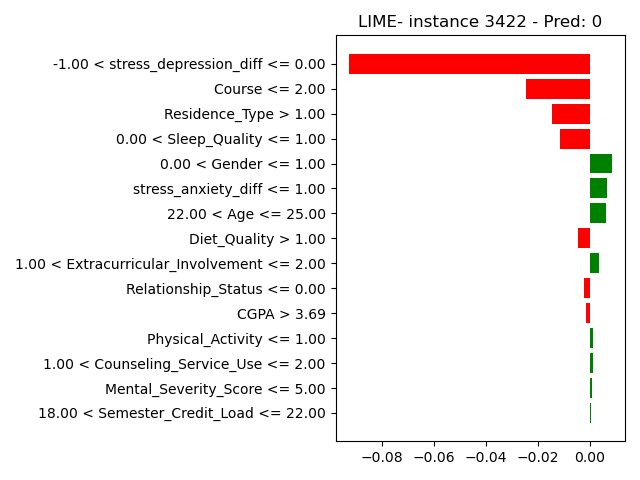 LIME- instance 3422 - Pred: 0
-1.00 < stress_depression_diff <= 0.00
Course <= 2.00
Residence_Type > 1.00
0.00 < Sleep_Quality <= 1.00
0.00 < Gender <= 1.00
stress_anxiety_diff <= 1.00
22.00 < Age <= 25.00
Diet_Quality > 1.00
1.00 < Extracurricular_Involvement <= 2.00
Relationship_Status <= 0.00
CGPA > 3.69
Physical_Activity <= 1.00
1.00 < Counseling_Service_Use <= 2.00
Mental_Severity_Score <= 5.00
18.00 < Semester_Credit_Load <= 22.00
−0.08 −0.06 −0.04 −0.02 0.00